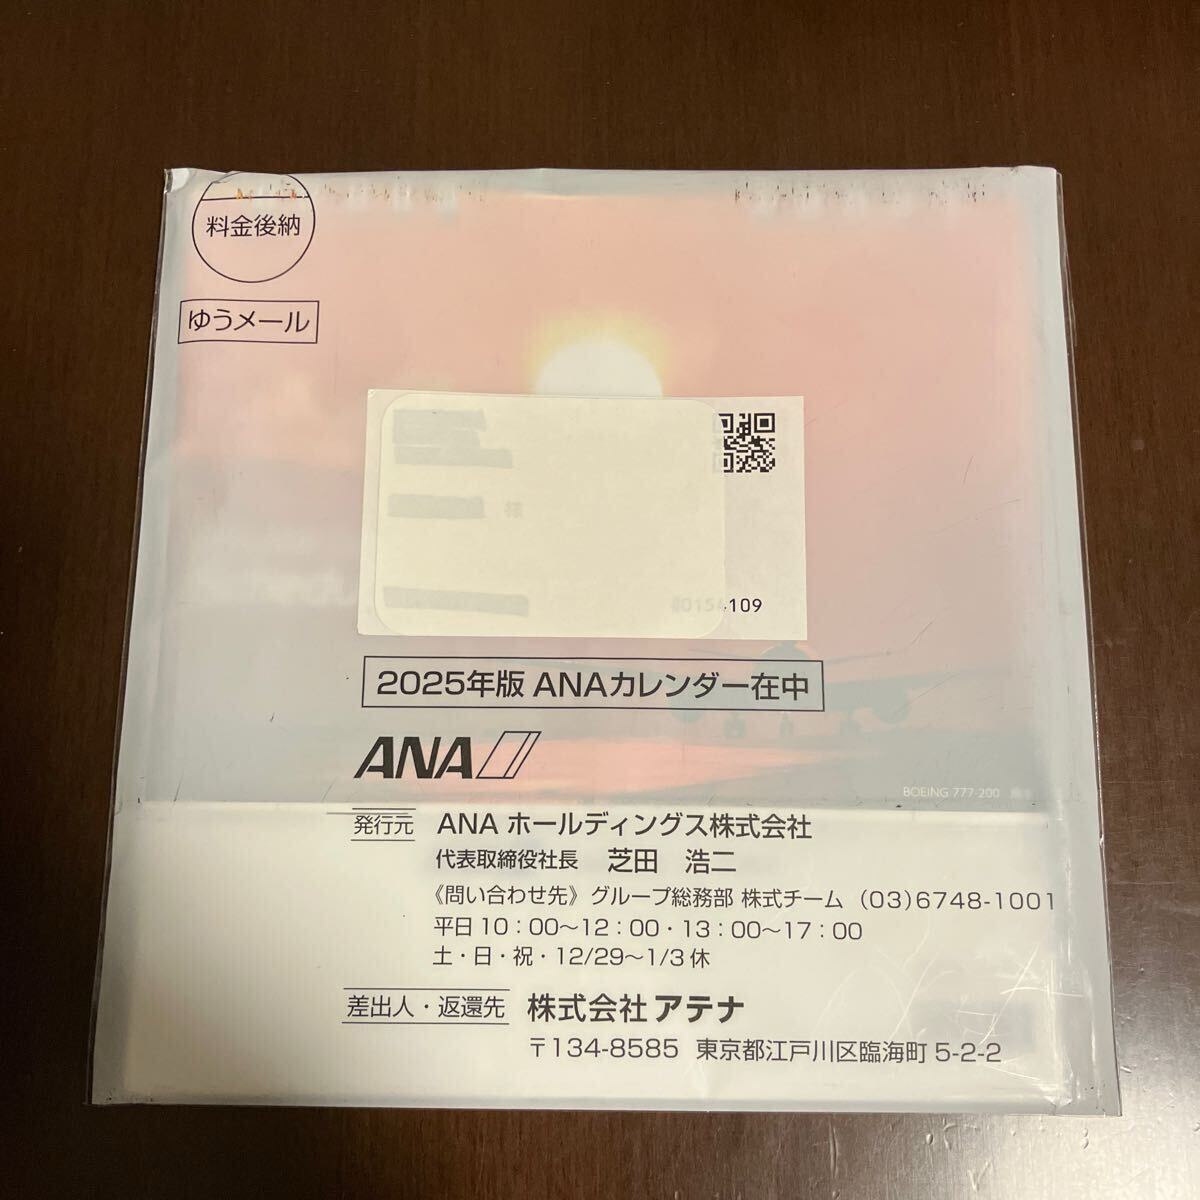 料金後納
ゆうメール
様
109
2025年版 ANAカレンダー在中
ANA
BOEING 777-200
発行元 ANA ホールディングス株式会社
代表取締役社長 芝田 浩二
《問い合わせ先》グループ総務部 株式チーム (03)6748-1001
平日10：00～12：00・13：00～17：00
土・日・祝・12/29～1/3休
差出人・返還先 株式会社 アテナ
〒134-8585 東京都江戸川区臨海町 5-2-2